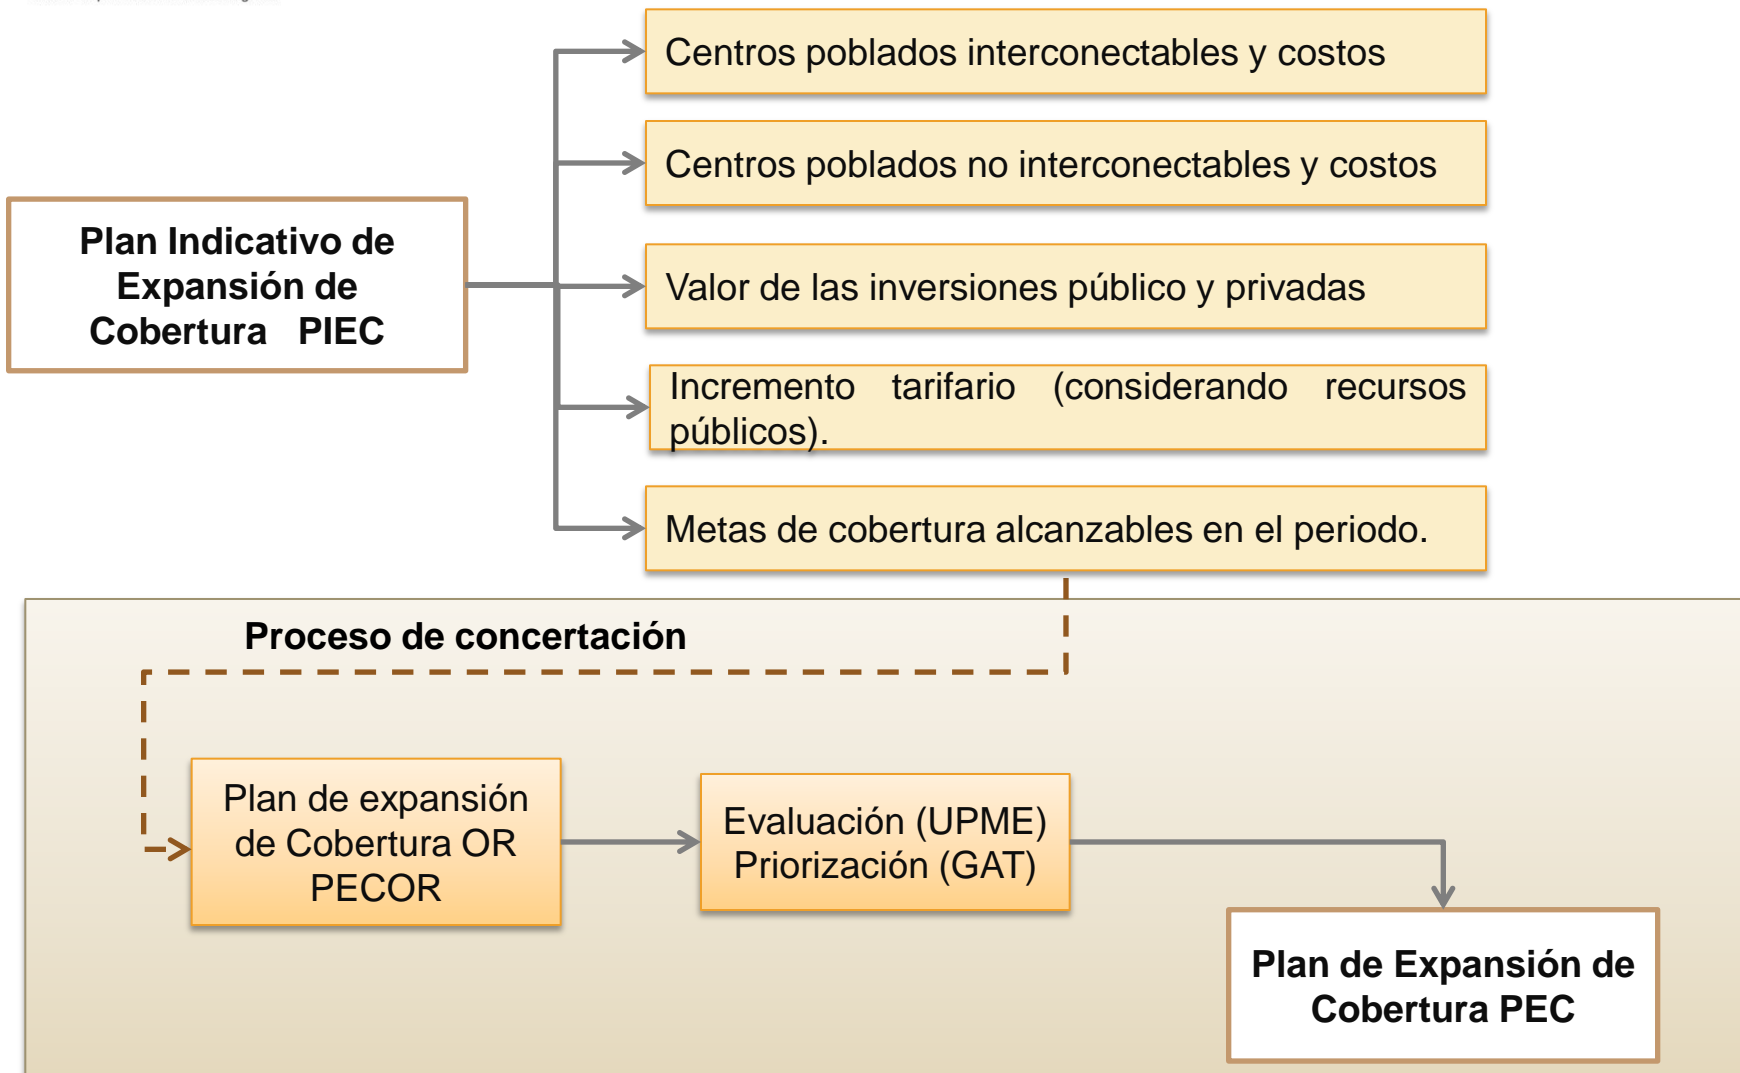 Centros poblados interconectables y costos
Centros poblados no interconectables y costos
Plan Indicativo de
Expansión de
Cobertura PIEC
Valor de las inversiones público y privadas
Incremento tarifario (considerando recursos
públicos).
Metas de cobertura alcanzables en el periodo.
Proceso de concertación
Plan de expansión
de Cobertura OR
PECOR
Evaluación (UPME)
Priorización (GAT)
Plan de Expansión de
Cobertura PEC